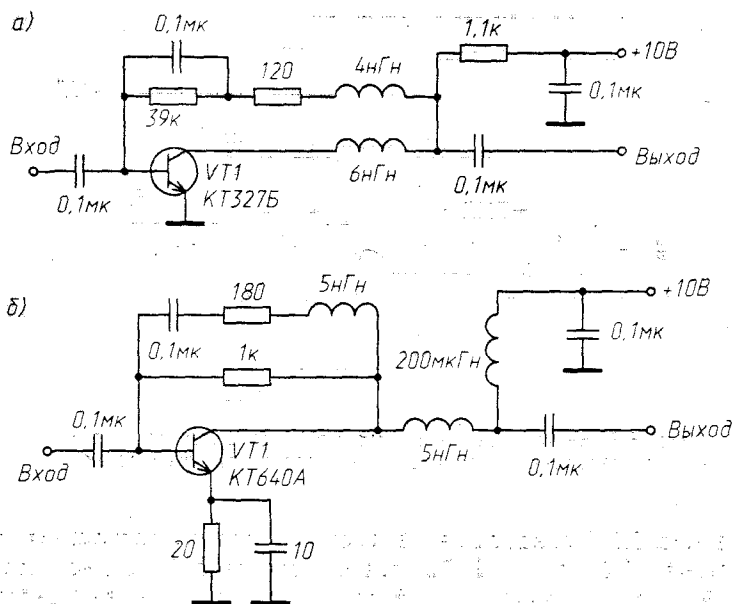 а)
0,1мк
39к
120
4нГн
1,1к
+10В
0,1мк
Вход
0,1мк
VT1
КТ327Б
6нГн
0,1мк
Выход
б)
0,1мк
180
5нГн
1к
200мкГн
+10В
0,1мк
0,1мк
Вход
VT1
КТ640А
5нГн
0,1мк
Выход
20
10